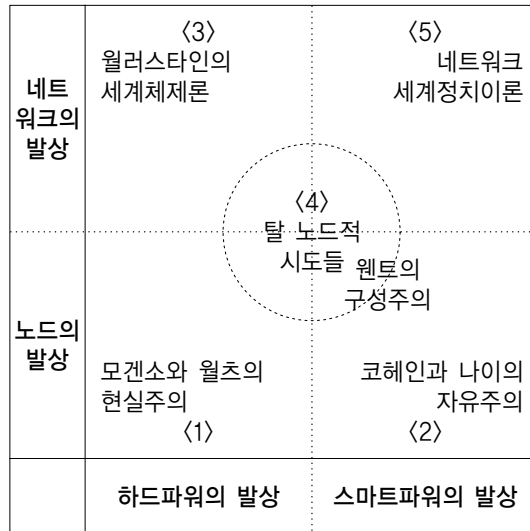 〈3〉
월러스타인의
세계체제론
〈5〉
네트워크
세계정치이론
네트
워크의
발상
〈4〉
탈 노드적
시도들
웬트의
구성주의
노드의
발상
모겐소와 월츠의
현실주의
〈1〉
코헤인과 나이의
자유주의
〈2〉
하드파워의 발상
스마트파워의 발상